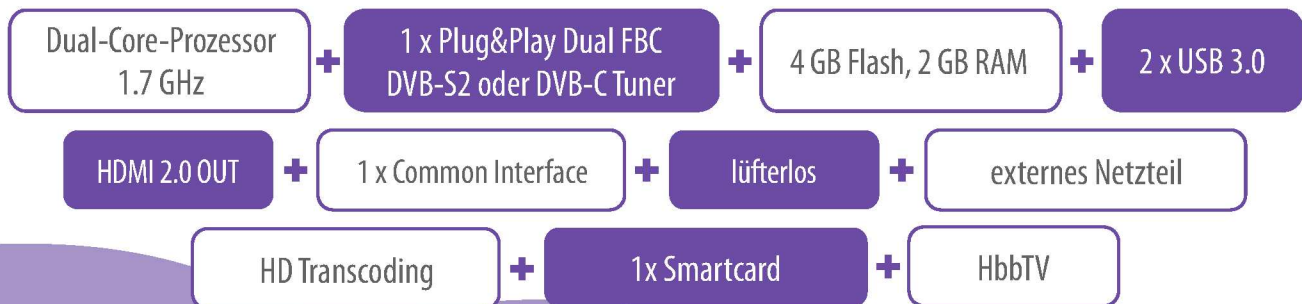 Dual-Core-Prozessor
1.7 GHz
+
1 x Plug&Play Dual FBC
DVB-S2 oder DVB-C Tuner
+
4 GB Flash, 2 GB RAM
+
2 x USB 3.0
HDMI 2.0 OUT
+
1 x Common Interface
+
lüfterlos
+
externes Netzteil
HD Transcoding
+
1x Smartcard
+
HbbTV